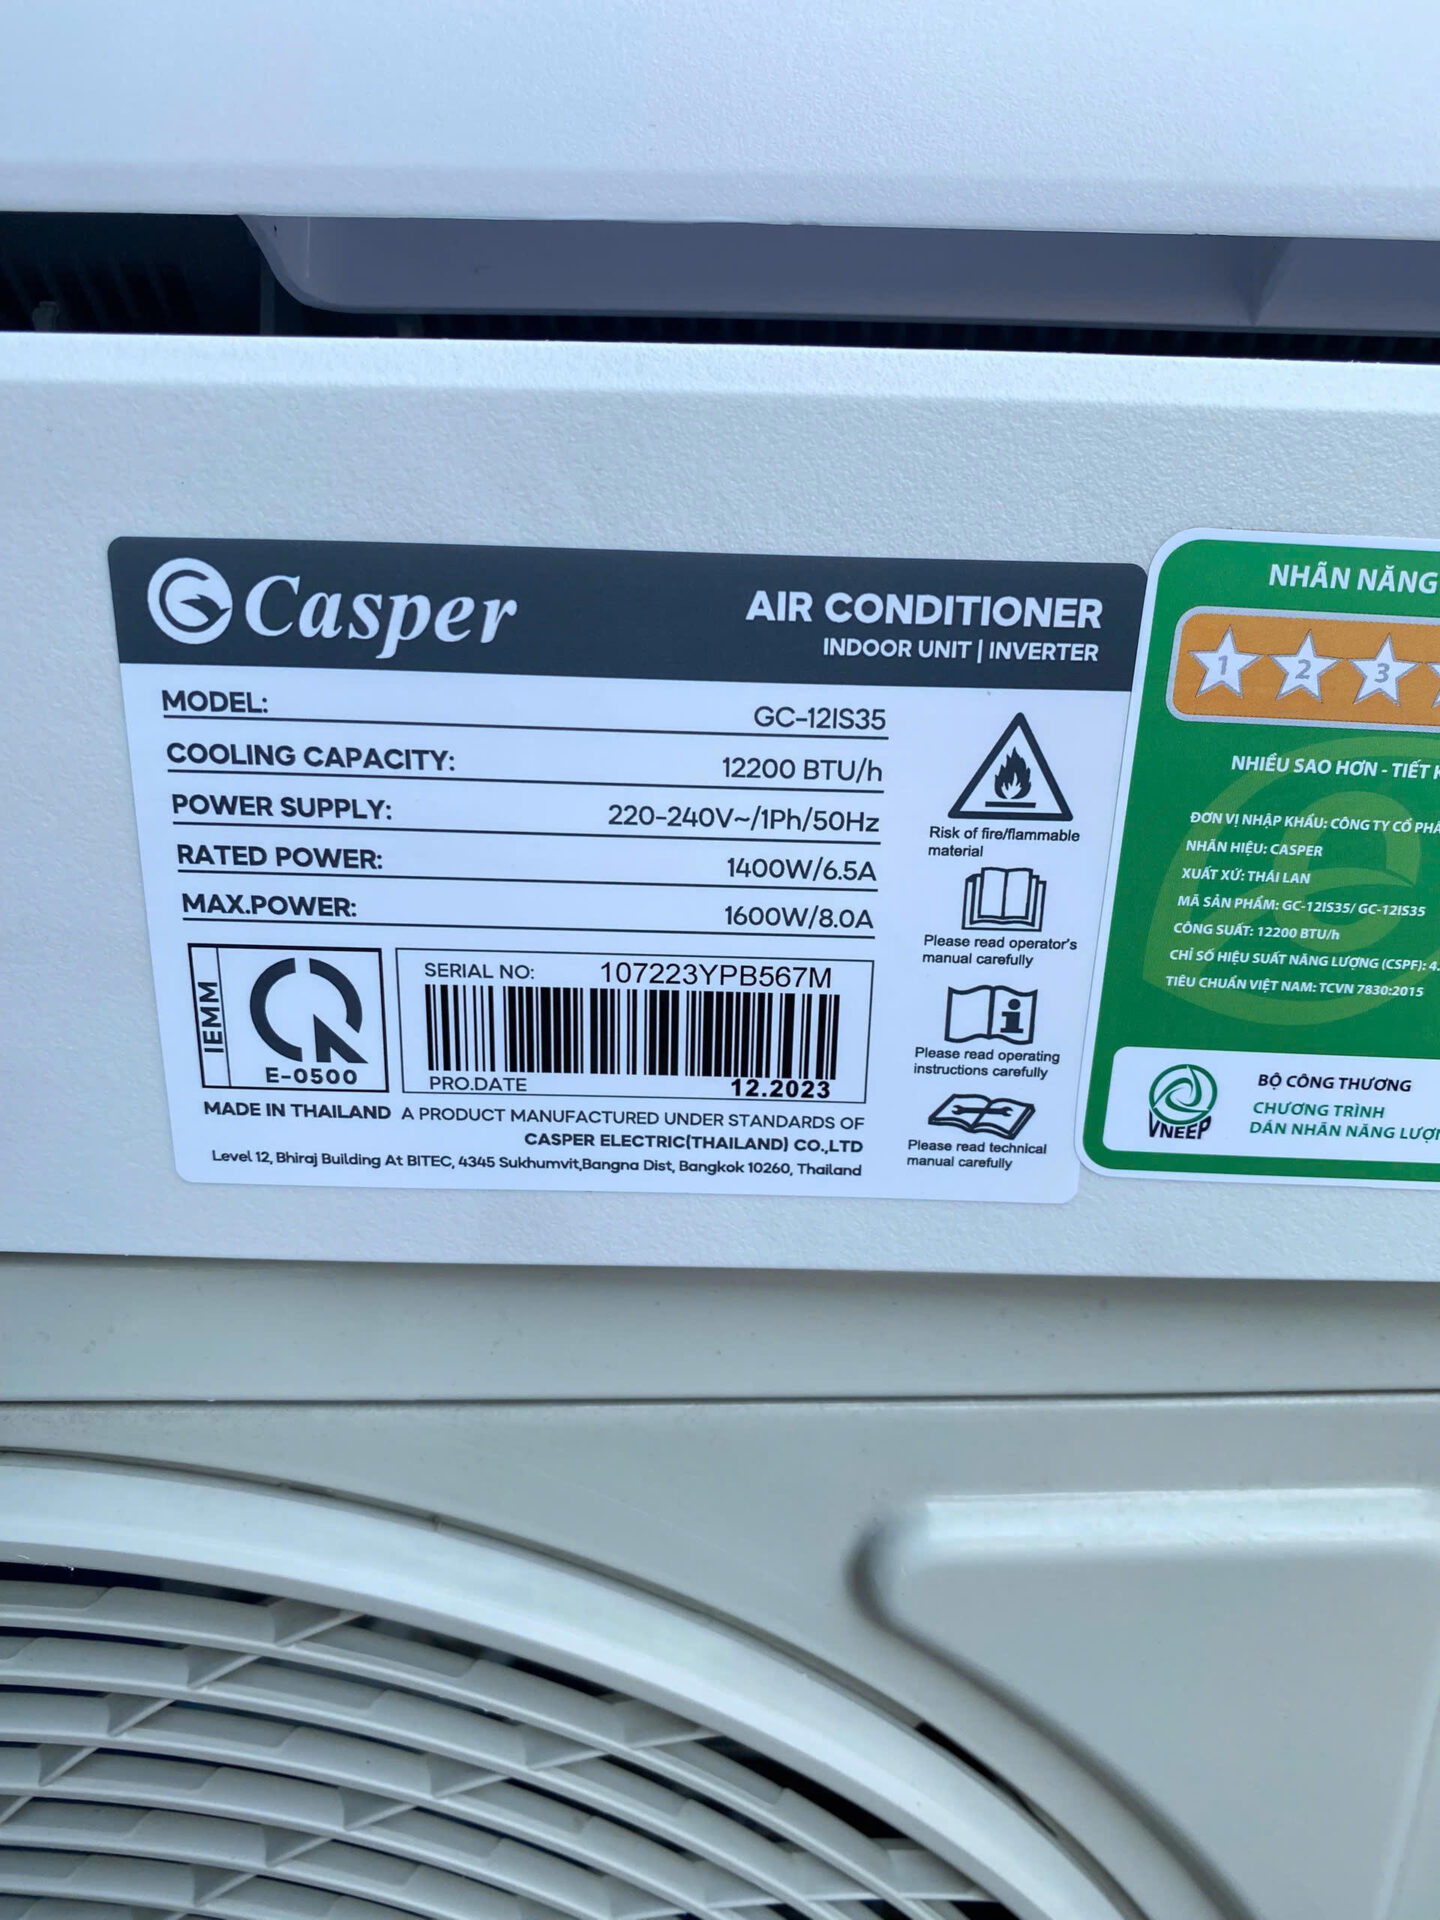 Casper
AIR CONDITIONER
INDOOR UNIT | INVERTER
MODEL: GC-12IS35
COOLING CAPACITY: 12200 BTU/h
POWER SUPPLY: 220-240V~/1Ph/50Hz
RATED POWER: 1400W/6.5A
MAX.POWER: 1600W/8.0A
Risk of fire/flammable
material
Please read operator's
manual carefully
Please read operating
instructions carefully
Please read technical
manual carefully
IEMM
E-0500
SERIAL NO: 107223YPB567M
PRO.DATE 12.2023
MADE IN THAILAND A PRODUCT MANUFACTURED UNDER STANDARDS OF
CASPER ELECTRIC(THAILAND) CO.,LTD
Level 12, Bhiraj Building At BITEC, 4345 Sukhumvit,Bangna Dist, Bangkok 10260, Thailand
NHÃN NĂNG
1 2 3
NHIỀU SAO HƠN - TIẾT
ĐƠN VỊ NHẬP KHẨU: CÔNG TY CỔ
NHÃN HIỆU: CASPER
XUẤT XỨ: THÁI LAN
MÃ SẢN PHẨM: GC-12IS35/ GC-12IS35
CÔNG SUẤT: 12200 BTU/h
CHỈ SỐ HIỆU SUẤT NĂNG LƯỢNG (CSPF): 4.
TIÊU CHUẨN VIỆT NAM: TCVN 7830:2015
VNEEP
BỘ CÔNG THƯƠNG
CHƯƠNG TRÌNH
DÁN NHÃN NĂNG